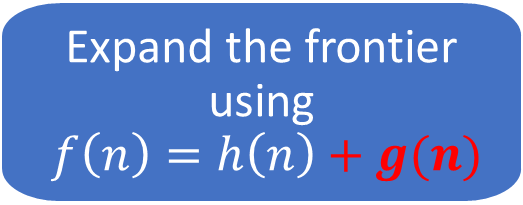 Expand the frontier
using
f(n) = h(n) + g(n)